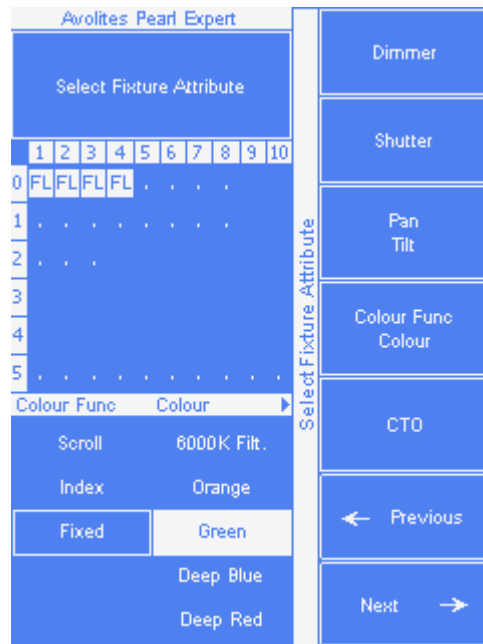 Avolites Pearl Expert
Select Fixture Attribute
1 2 3 4 5 6 7 8 9 10
0 FL FL FL FL . . . .
1 . . . . . . . .
2 . . .
3
4
5 . . . . . . . . . .
Colour Func Colour
Scroll 6000K Filt.
Index Orange
Fixed Green
Deep Blue
Deep Red
Select Fixture Attribute
Dimmer
Shutter
Pan
Tilt
Colour Func
Colour
CTO
← Previous
Next →